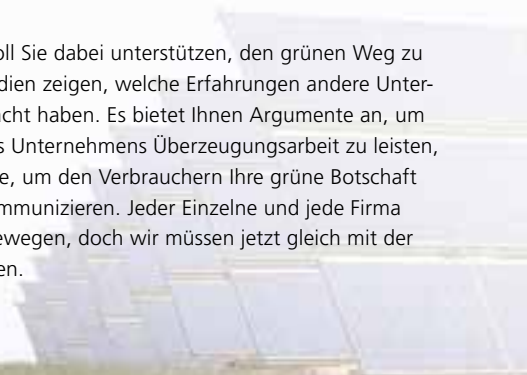 oll Sie dabei unterstützen, den grünen Weg zu
dien zeigen, welche Erfahrungen andere Unter-
cht haben. Es bietet Ihnen Argumente an, um
s Unternehmens Überzeugungsarbeit zu leisten,
e, um den Verbrauchern Ihre grüne Botschaft
mmunizieren. Jeder Einzelne und jede Firma
ewegen, doch wir müssen jetzt gleich mit der
en.